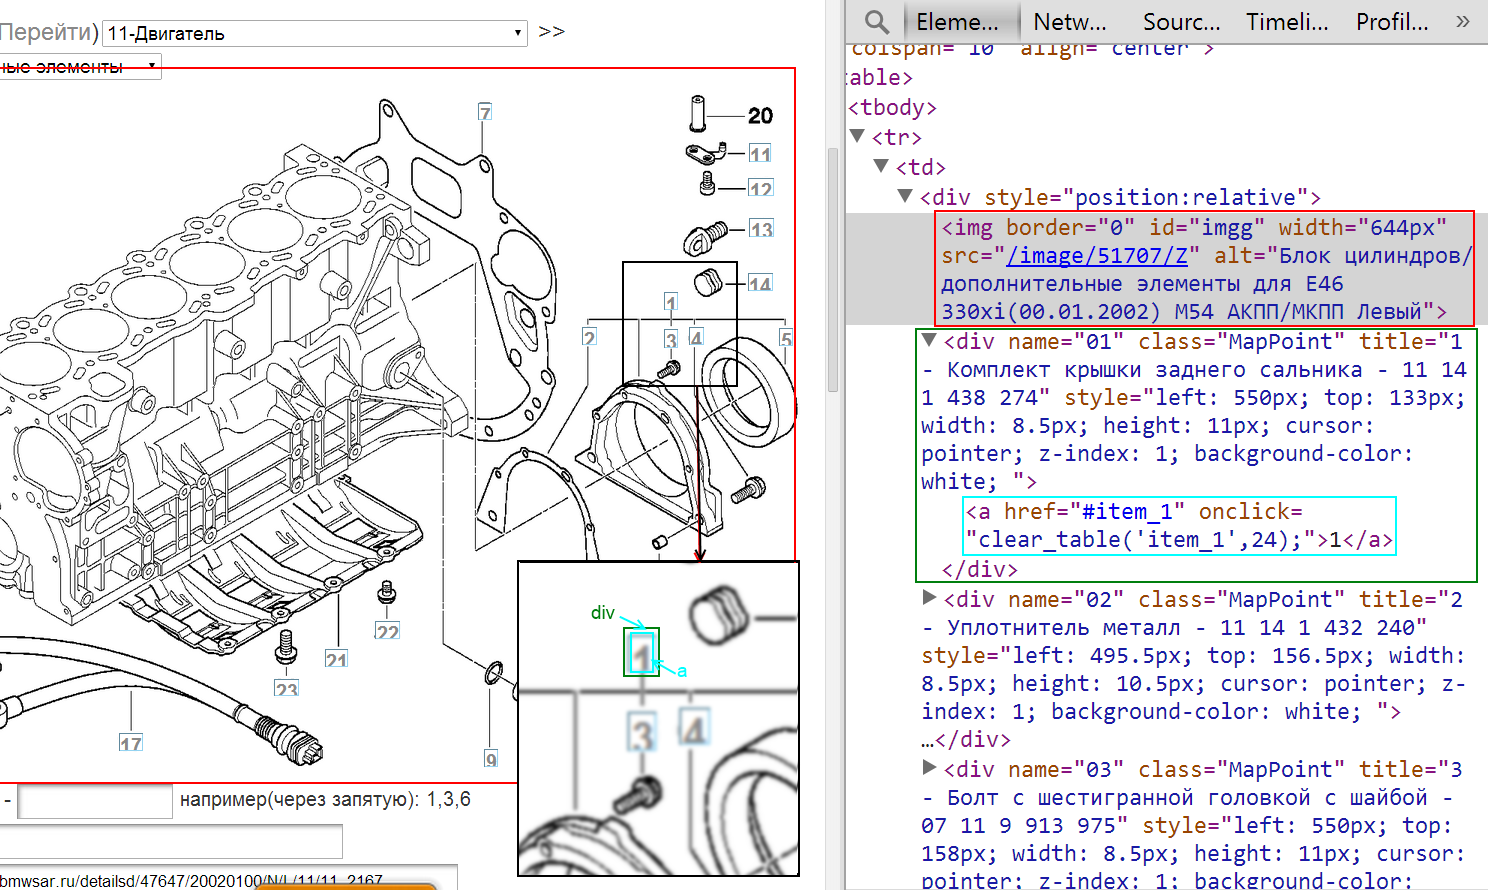 Перейти) 11-Двигатель >>
ные элементы
7
20
11
12
13
14
1
2
3
4
5
22
21
23
17
9
div
1
a
3
4
- например(через запятую): 1,3,6
bmwsar.ru/detailsd/47647/20020100/N/L/11/11_2167
Eleme... Netw... Sourc... Timeli... Profil... »
colspan="10" align="center">
table>
<tbody>
<tr>
<td>
<div style="position:relative">
<img border="0" id="imgg" width="644px"
src="/image/51707/Z" alt="Блок цилиндров/
дополнительные элементы для E46
330xi(00.01.2002) M54 АКПП/МКПП Левый">
<div name="01" class="MapPoint" title="1
- Комплект крышки заднего сальника - 11 14
1 438 274" style="left: 550px; top: 133px;
width: 8.5px; height: 11px; cursor:
pointer; z-index: 1; background-color:
white; ">
<a href="#item_1" onclick=
"clear_table('item_1',24);">1</a>
</div>
<div name="02" class="MapPoint" title="2
- Уплотнитель металл - 11 14 1 432 240"
style="left: 495.5px; top: 156.5px; width:
8.5px; height: 10.5px; cursor: pointer; z-
index: 1; background-color: white; ">
…</div>
<div name="03" class="MapPoint" title="3
- Болт с шестигранной головкой с шайбой -
07 11 9 913 975" style="left: 550px; top:
158px; width: 8.5px; height: 11px; cursor:
pointer; z-index: 1; background-color: